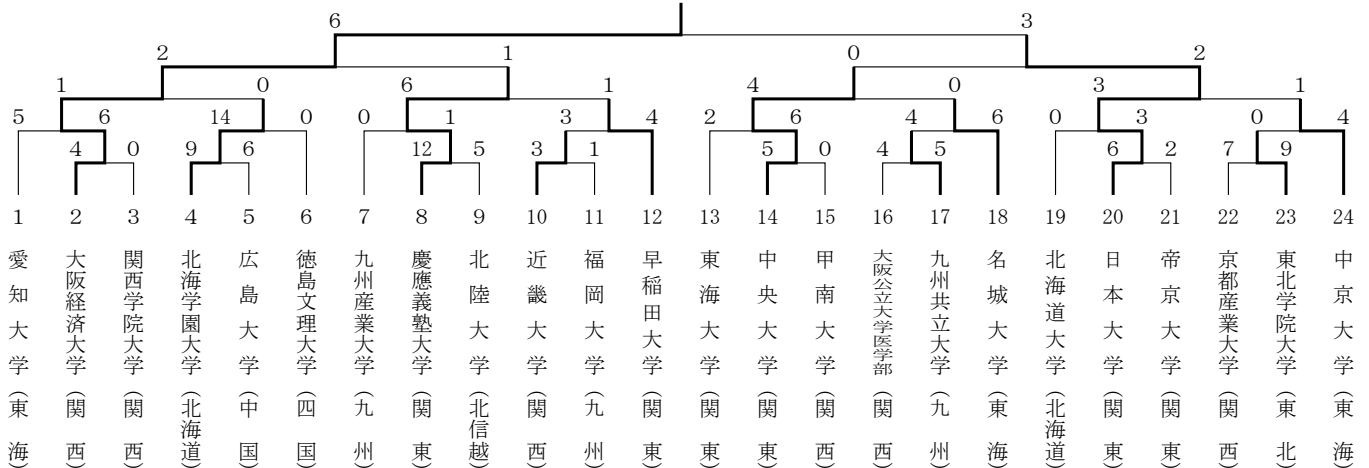 6 3
2 1 0 2
1 0 6 1 4 0 3 1
5 6 14 0 0 1 3 4 2 6 4 6 0 3 0 4
4 0 9 6 12 5 3 1 5 0 4 5 6 2 7 9
1 2 3 4 5 6 7 8 9 10 11 12 13 14 15 16 17 18 19 20 21 22 23 24
愛知大学(東海)
大阪経済大学(関西)
関西学院大学(関西)
北海学園大学(北海道)
広島大学(中国)
徳島文理大学(四国)
九州産業大学(九州)
慶應義塾大学(関東)
北陸大学(北信越)
近畿大学(関西)
福岡大学(九州)
早稲田大学(関東)
東海大学(関東)
中央大学(関東)
甲南大学(関西)
大阪公立大学医学部(関西)
九州共立大学(九州)
名城大学(東海)
北海道大学(北海道)
日本大学(関東)
帝京大学(関東)
京都産業大学(関西)
東北学院大学(東北)
中京大学(東海)